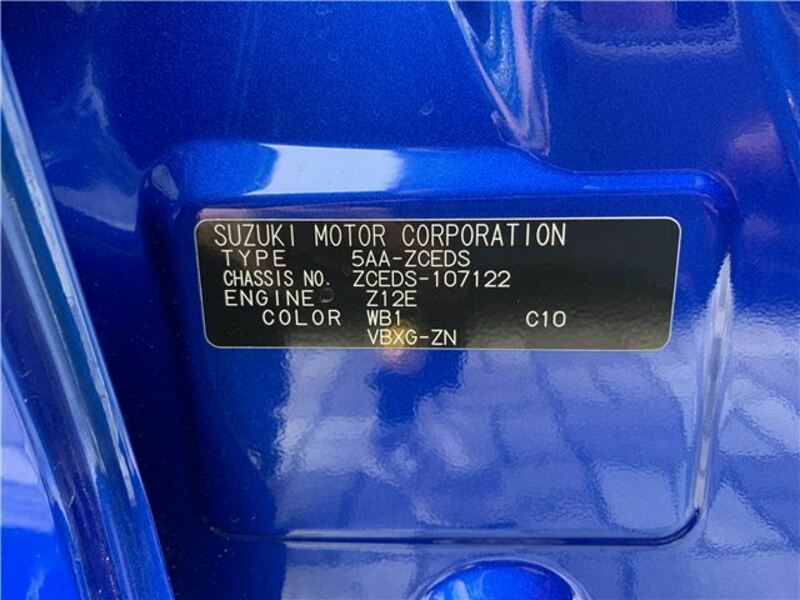 SUZUKI MOTOR CORPORATION
TYPE 5AA-ZCEDS
CHASSIS NO. ZCEDS-107122
ENGINE Z12E
COLOR WB1 C10
VBXG-ZN